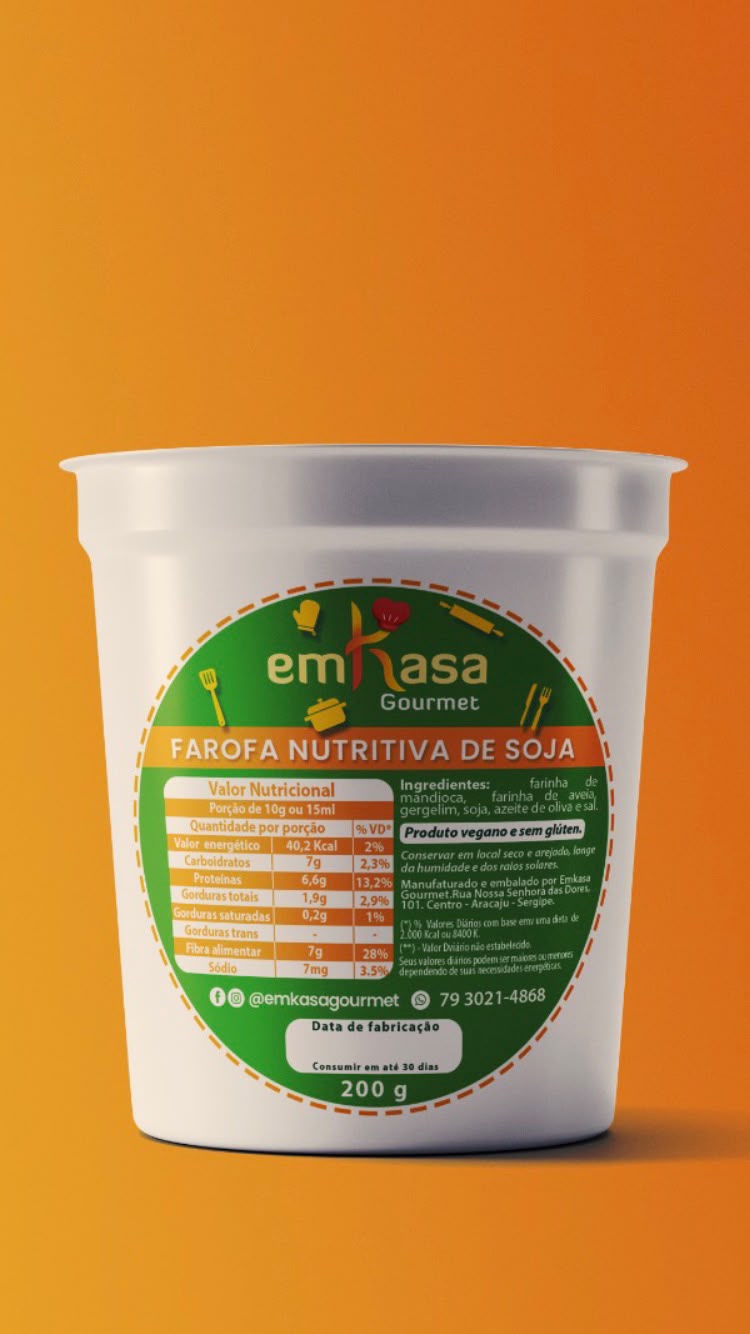 emKasa
Gourmet
FAROFA NUTRITIVA DE SOJA
Valor Nutricional
Porção de 10g ou 15ml
Quantidade por porção % VD*
Valor energético 40,2 Kcal 2%
Carboidratos 7g 2,3%
Proteínas 6,6g 13,2%
Gorduras totais 1,9g 2,9%
Gorduras saturadas 0,2g 1%
Gorduras trans - -
Fibra alimentar 7g 28%
Sódio 7mg 3.5%
Ingredientes: farinha de
mandioca, farinha de aveia,
gergelim, soja, azeite de oliva e sal.
Produto vegano e sem glúten.
Conservar em local seco e arejado, longe
da humidade e dos raios solares.
Manufaturado e embalado por Emkasa
Gourmet.Rua Nossa Senhora das Dores,
101. Centro - Aracaju - Sergipe.
(*) % Valores Diários com base emu uma dieta de
2.000 Kcal ou 8400 K.
(**) - Valor Dviário não estabelecido.
Seus valores diários podem ser maiores ou menores
dependendo de suas necessidades energéticas.
@emkasagourmet 79 3021-4868
Data de fabricação
Consumir em até 30 dias
200 g